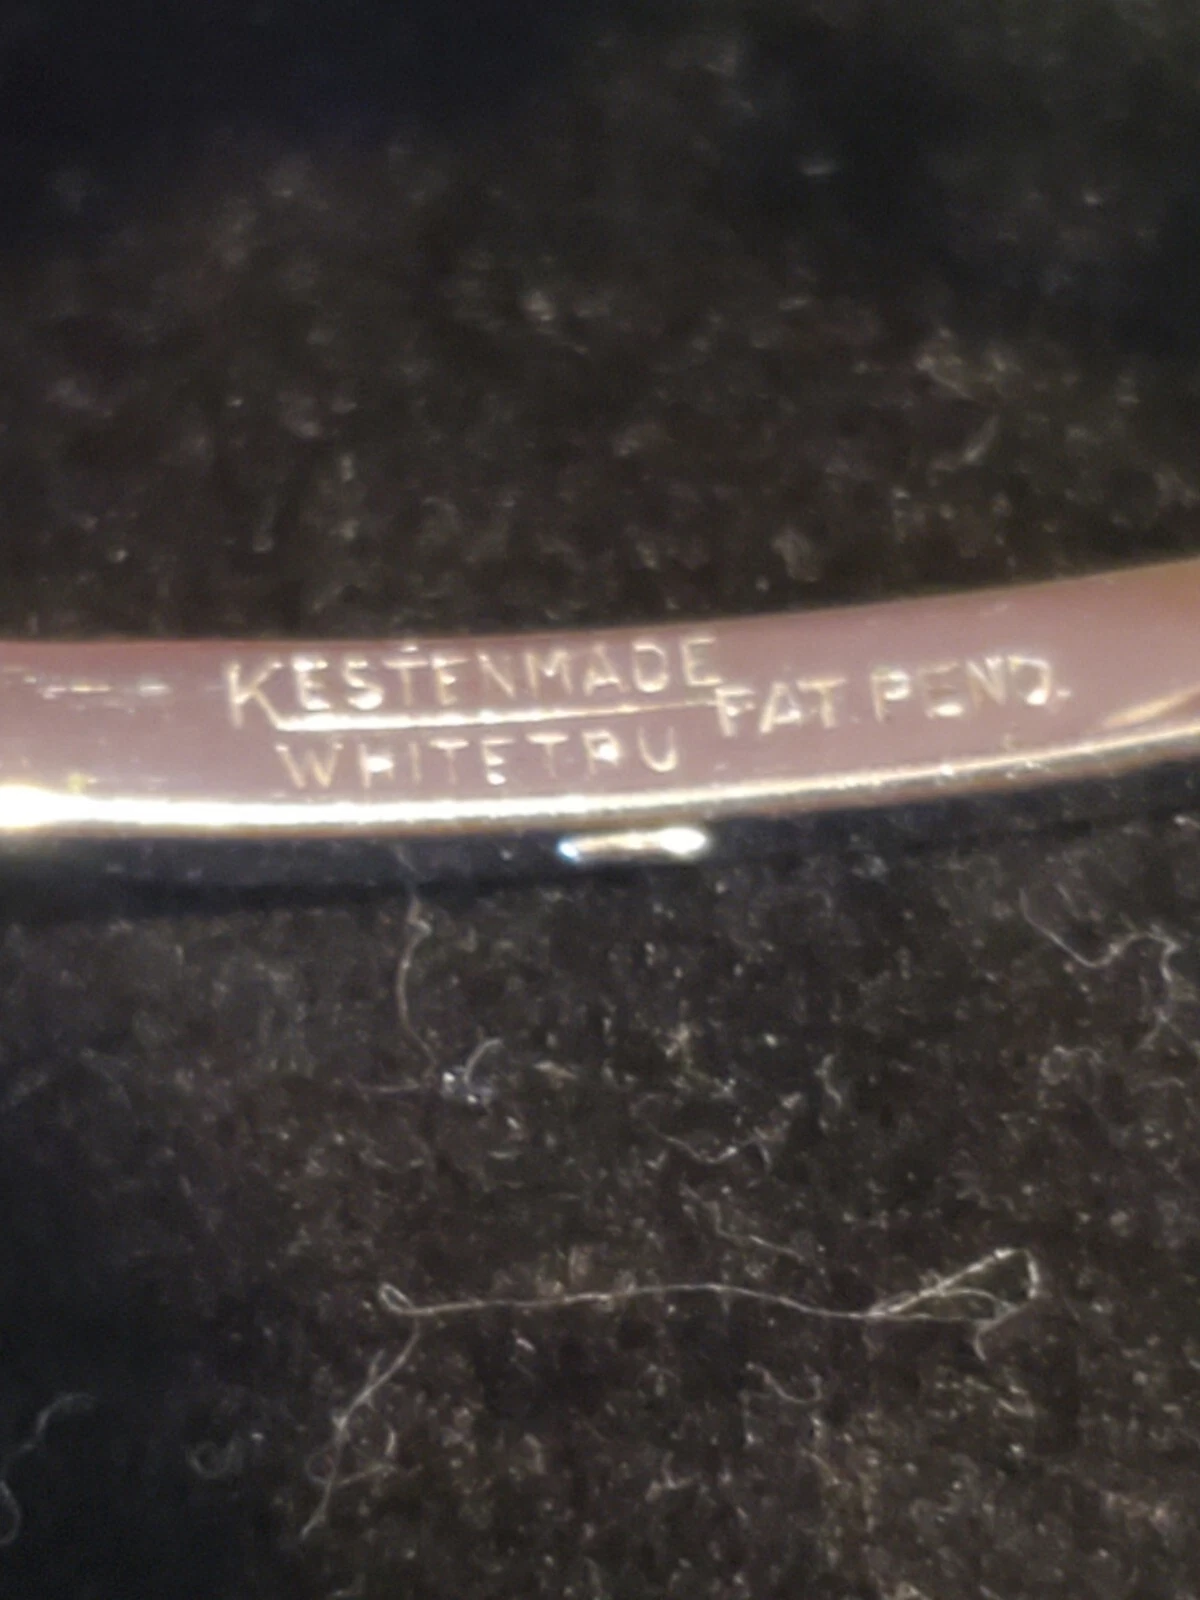 KESTENMADE
WHITETRU
PAT. PEND.